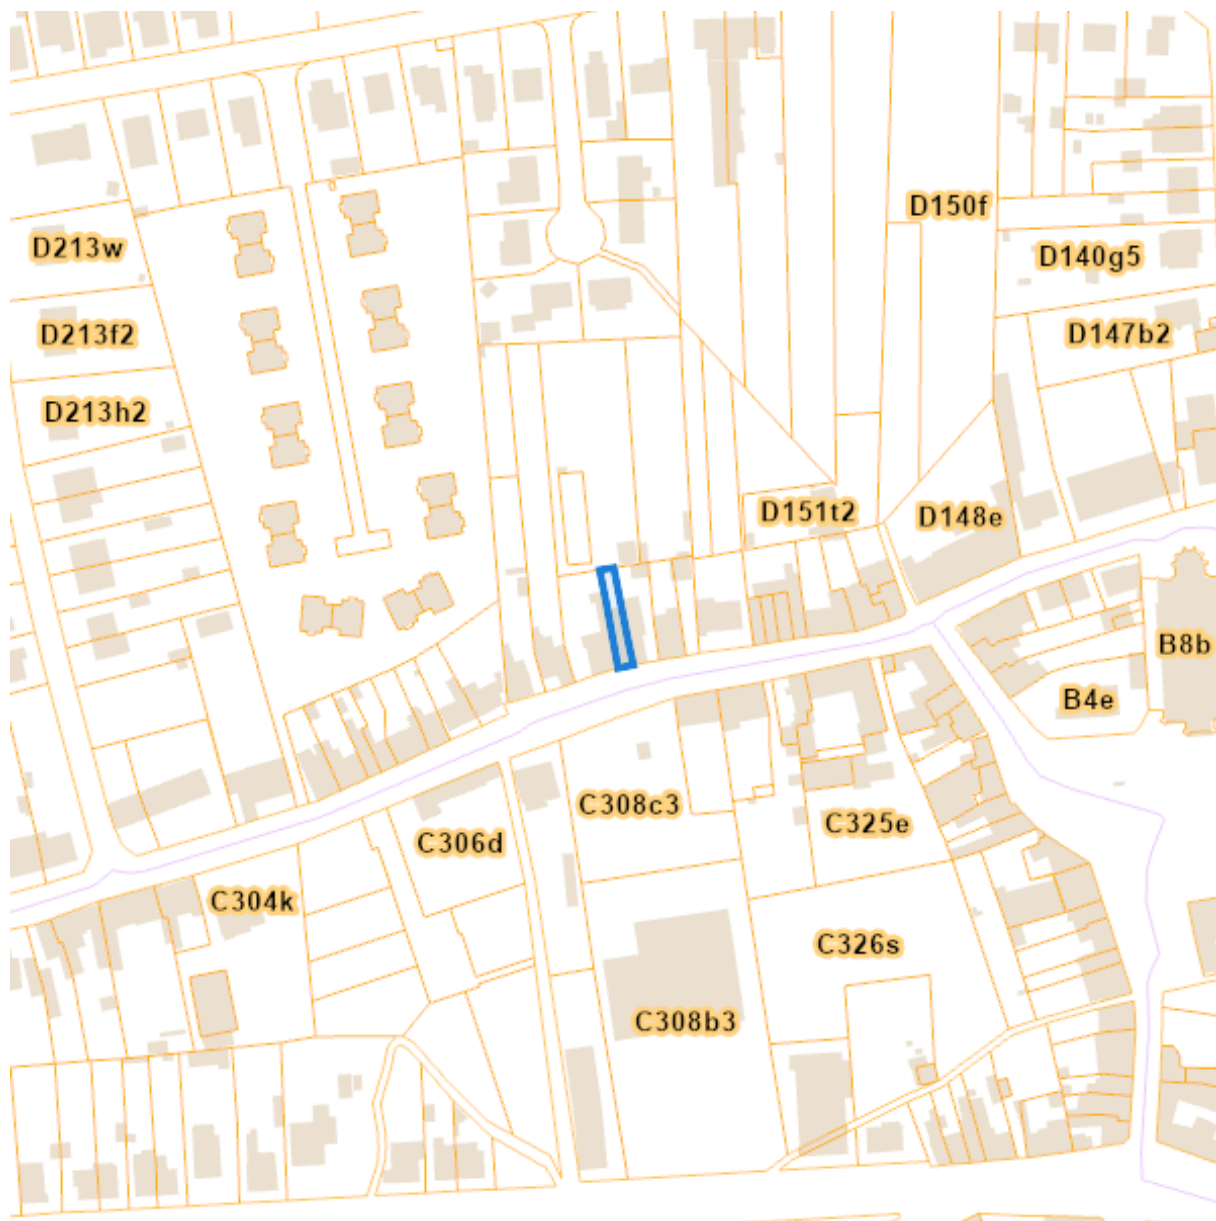 D150f
D213w
D140g5
D213f2
D147b2
D213h2
D151t2
D148e
B8b
B4e
C308c3
C325e
C306d
C304k
C326s
C308b3